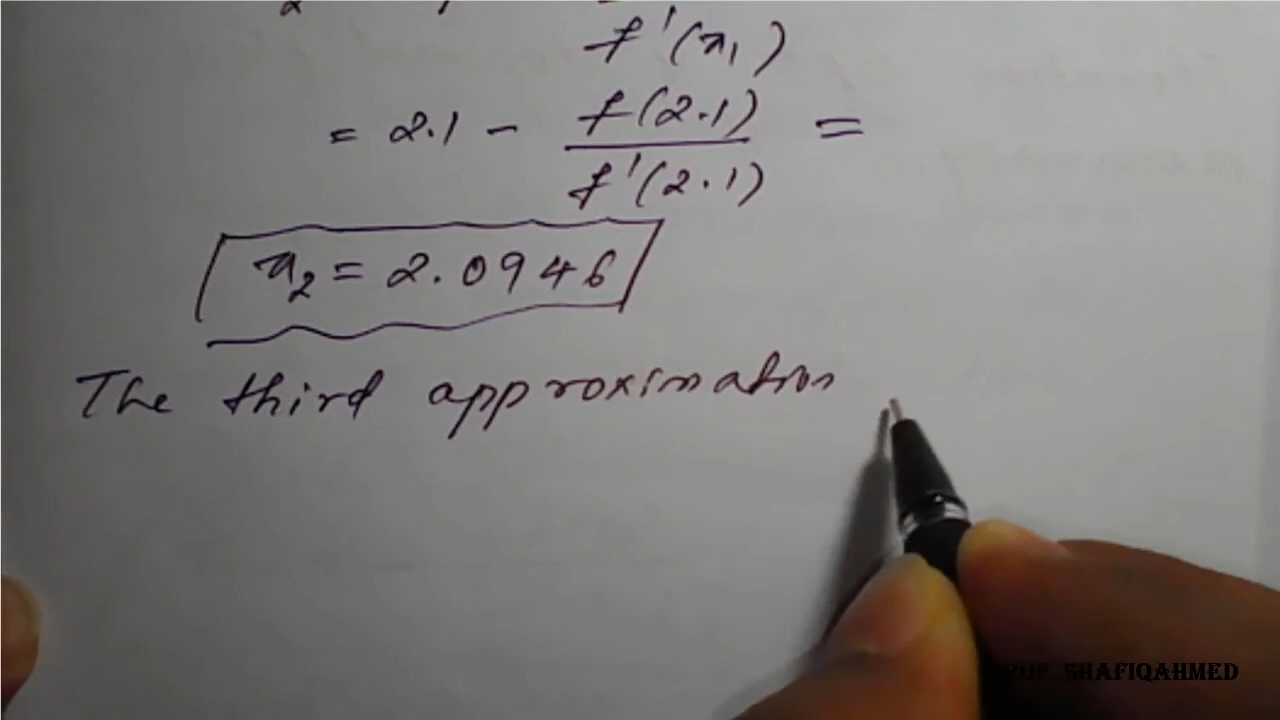 f'(x₁)
= 2.1 - f(2.1) / f'(2.1) =
x₂ = 2.0946
The third approximation
SHAFIQAHMED